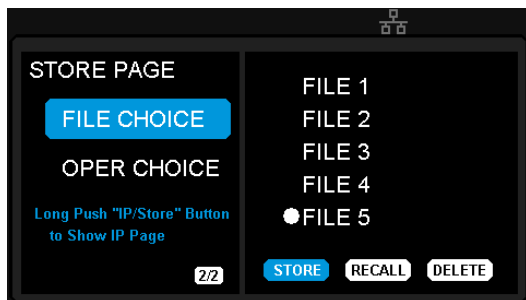 STORE PAGE
FILE CHOICE
OPER CHOICE
Long Push "IP/Store" Button
to Show IP Page
2/2
FILE 1
FILE 2
FILE 3
FILE 4
FILE 5
STORE
RECALL
DELETE